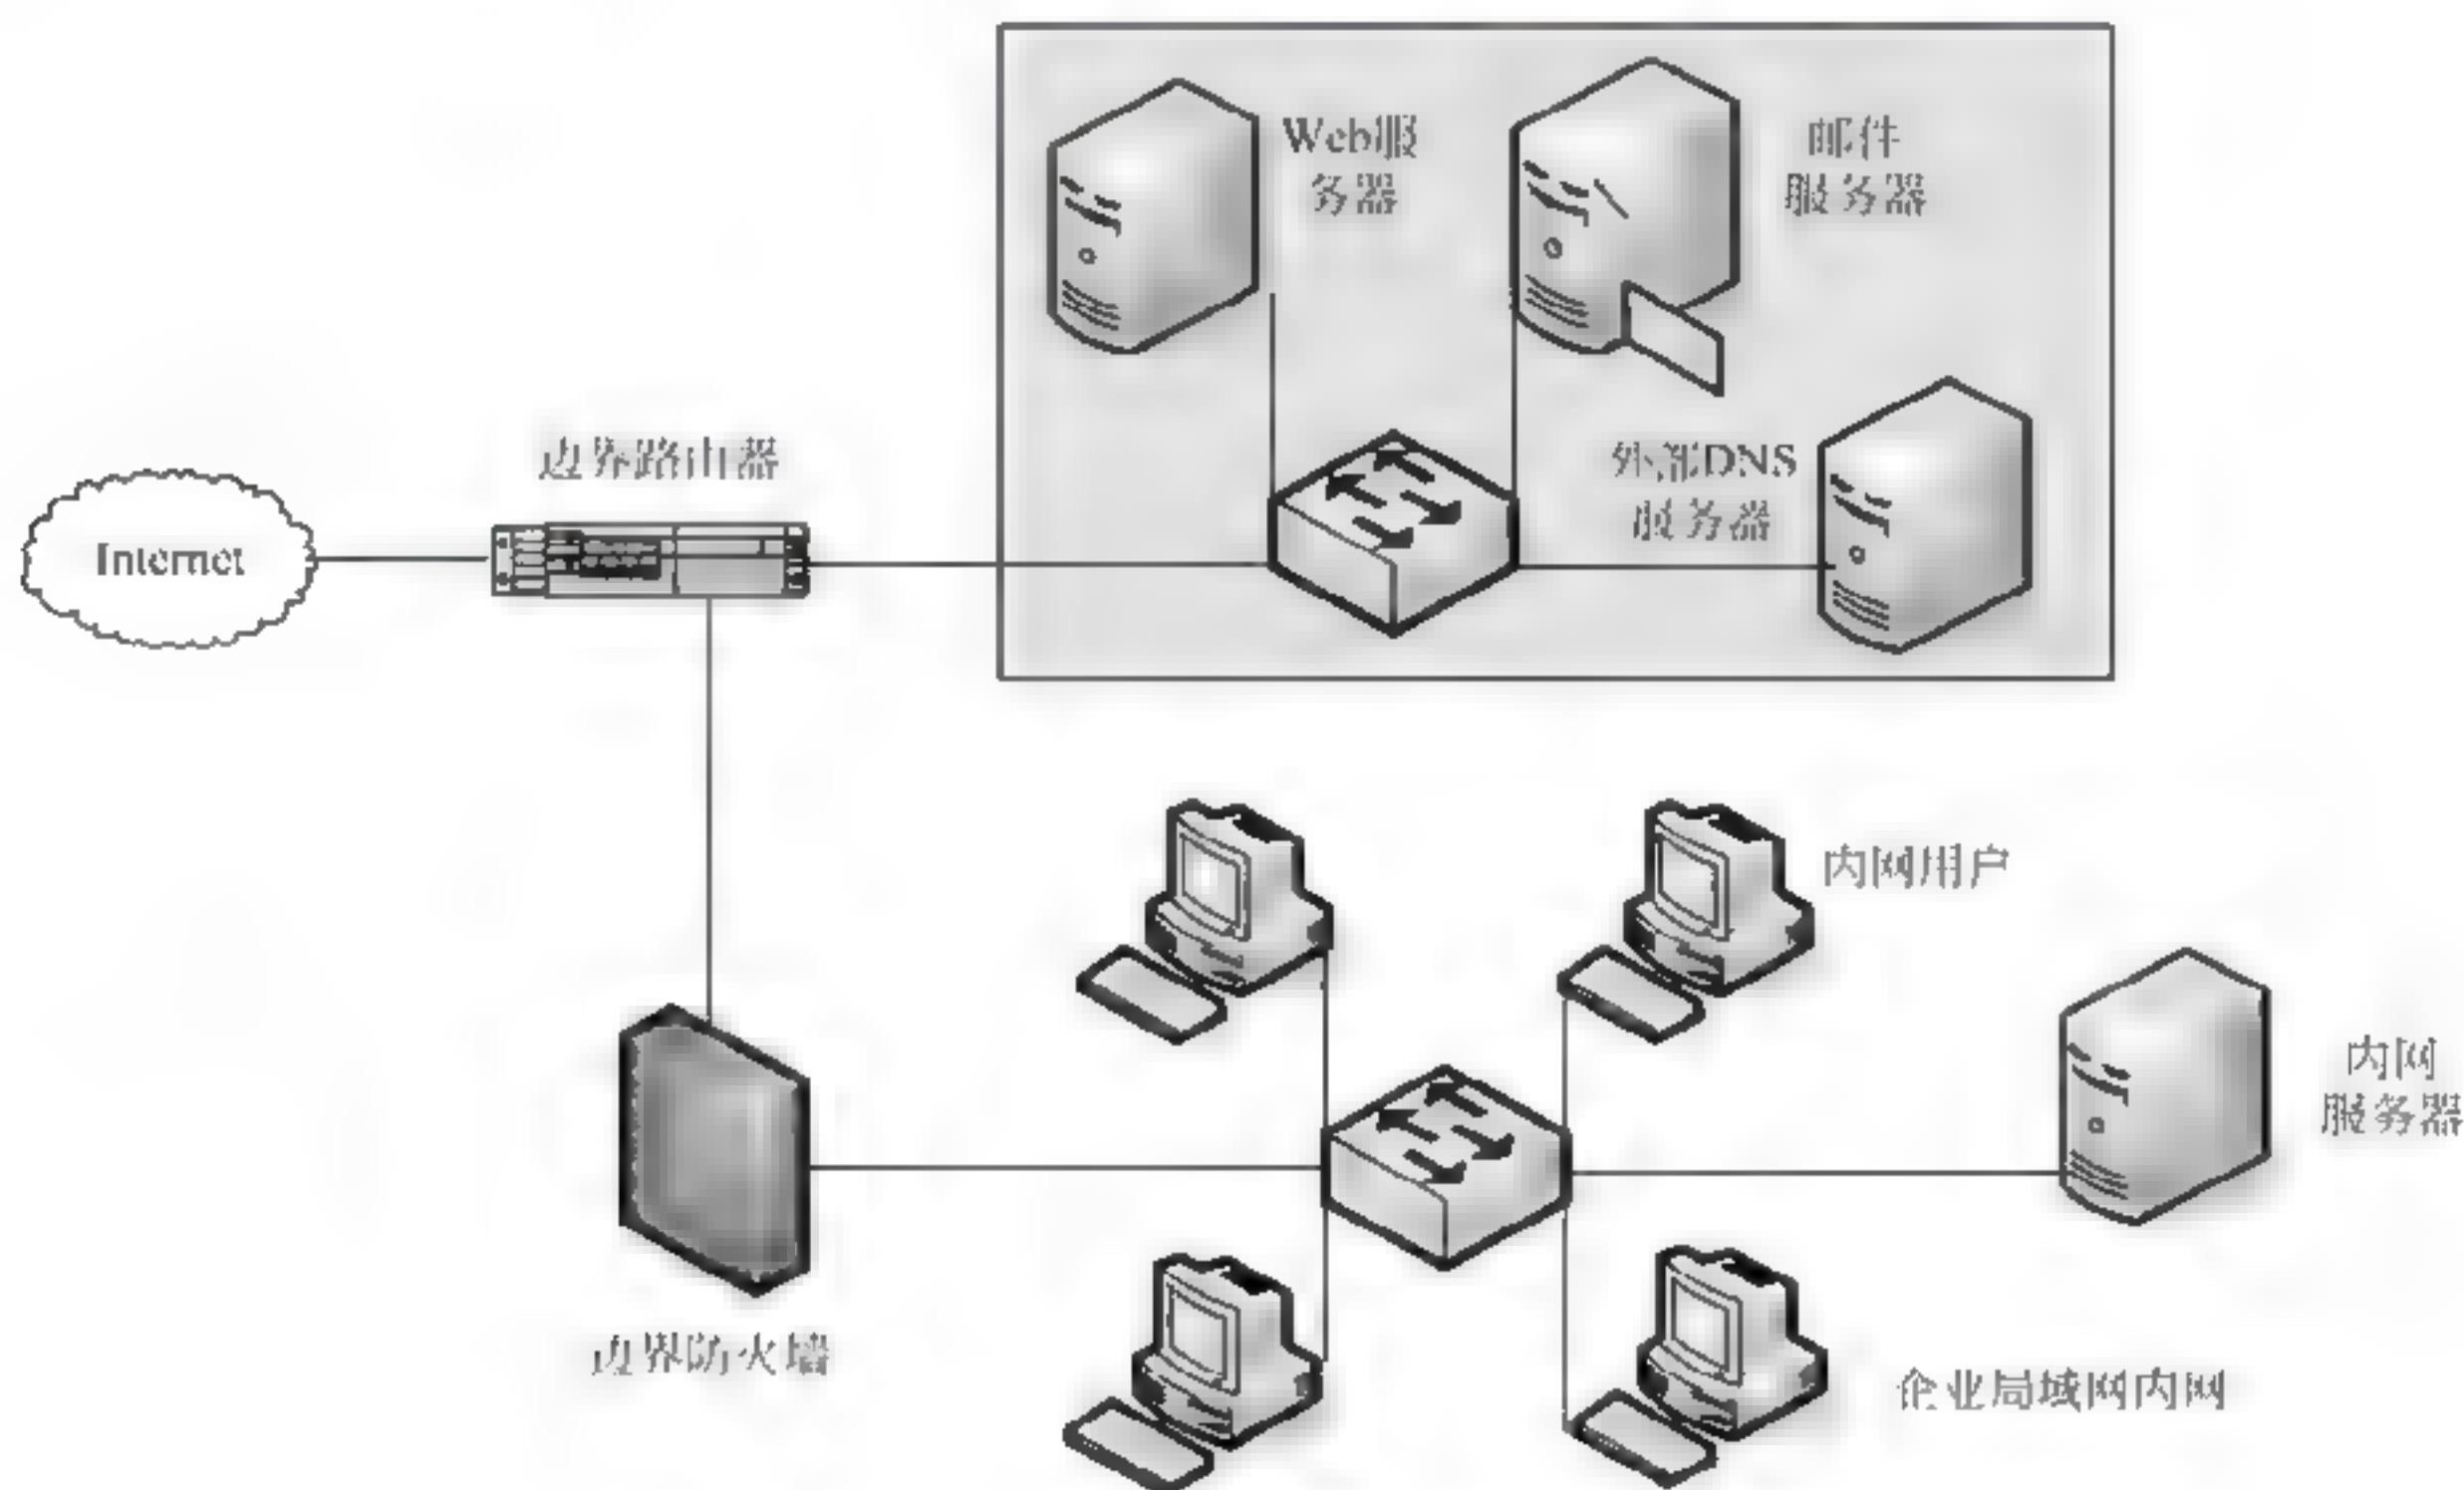 Web服
务器
邮件
服务器
边界路由器
外部DNS
服务器
Internet
内网用户
内网
服务器
边界防火墙
企业局域网内网